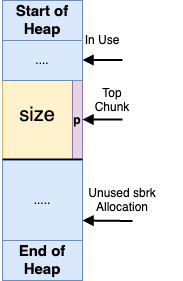 Start of
Heap
In Use
....
Top
Chunk
size
p
Unused sbrk
Allocation
.....
End of
Heap